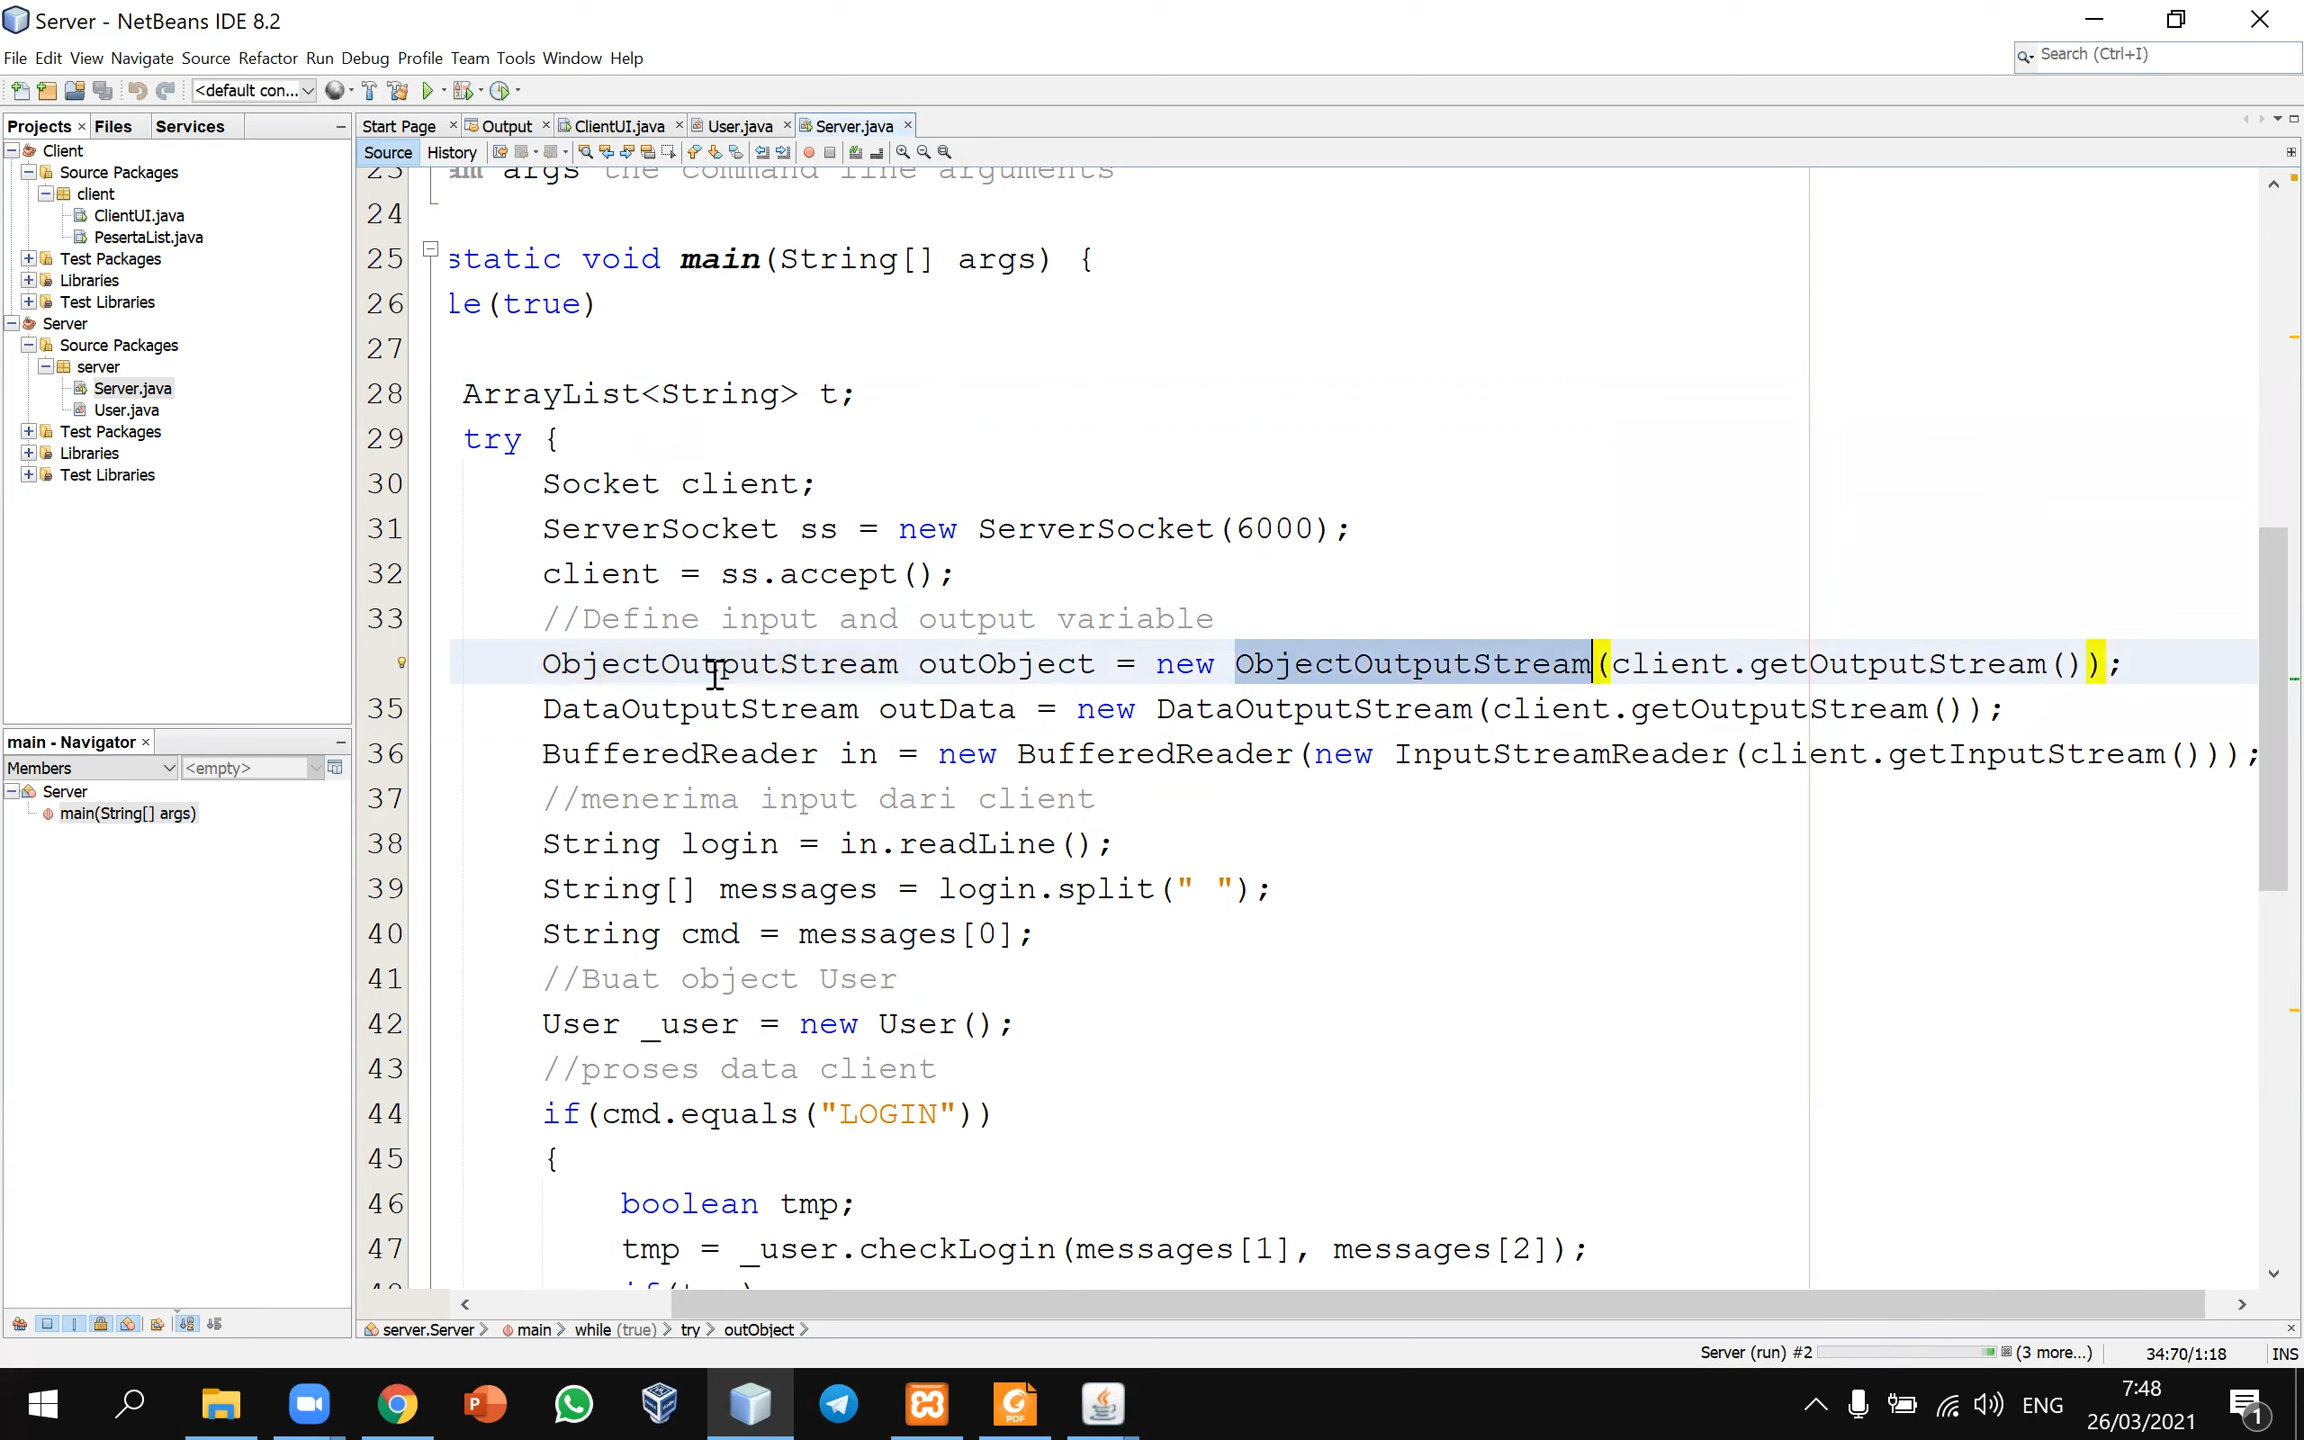 Server - NetBeans IDE 8.2
File Edit View Navigate Source Refactor Run Debug Profile Team Tools Window Help
Search (Ctrl+I)
<default con...
Projects Files Services
Start Page Output ClientUI.java User.java Server.java
Source History
Client
Source Packages
client
ClientUI.java
PesertaList.java
Test Packages
Libraries
Test Libraries
Server
Source Packages
server
Server.java
User.java
Test Packages
Libraries
Test Libraries
main - Navigator
Members <empty>
Server
main(String[] args)
23 am args the command line arguments
24
25 static void main(String[] args) {
26 le(true)
27
28 ArrayList<String> t;
29 try {
30 Socket client;
31 ServerSocket ss = new ServerSocket(6000);
32 client = ss.accept();
33 //Define input and output variable
ObjectOutputStream outObject = new ObjectOutputStream(client.getOutputStream());
35 DataOutputStream outData = new DataOutputStream(client.getOutputStream());
36 BufferedReader in = new BufferedReader(new InputStreamReader(client.getInputStream()));
37 //menerima input dari client
38 String login = in.readLine();
39 String[] messages = login.split(" ");
40 String cmd = messages[0];
41 //Buat object User
42 User _user = new User();
43 //proses data client
44 if(cmd.equals("LOGIN"))
45 {
46 boolean tmp;
47 tmp = _user.checkLogin(messages[1], messages[2]);
server.Server main while (true) try outObject
Server (run) #2 (3 more...) 34:70/1:18 INS
ENG
7:48
26/03/2021
1